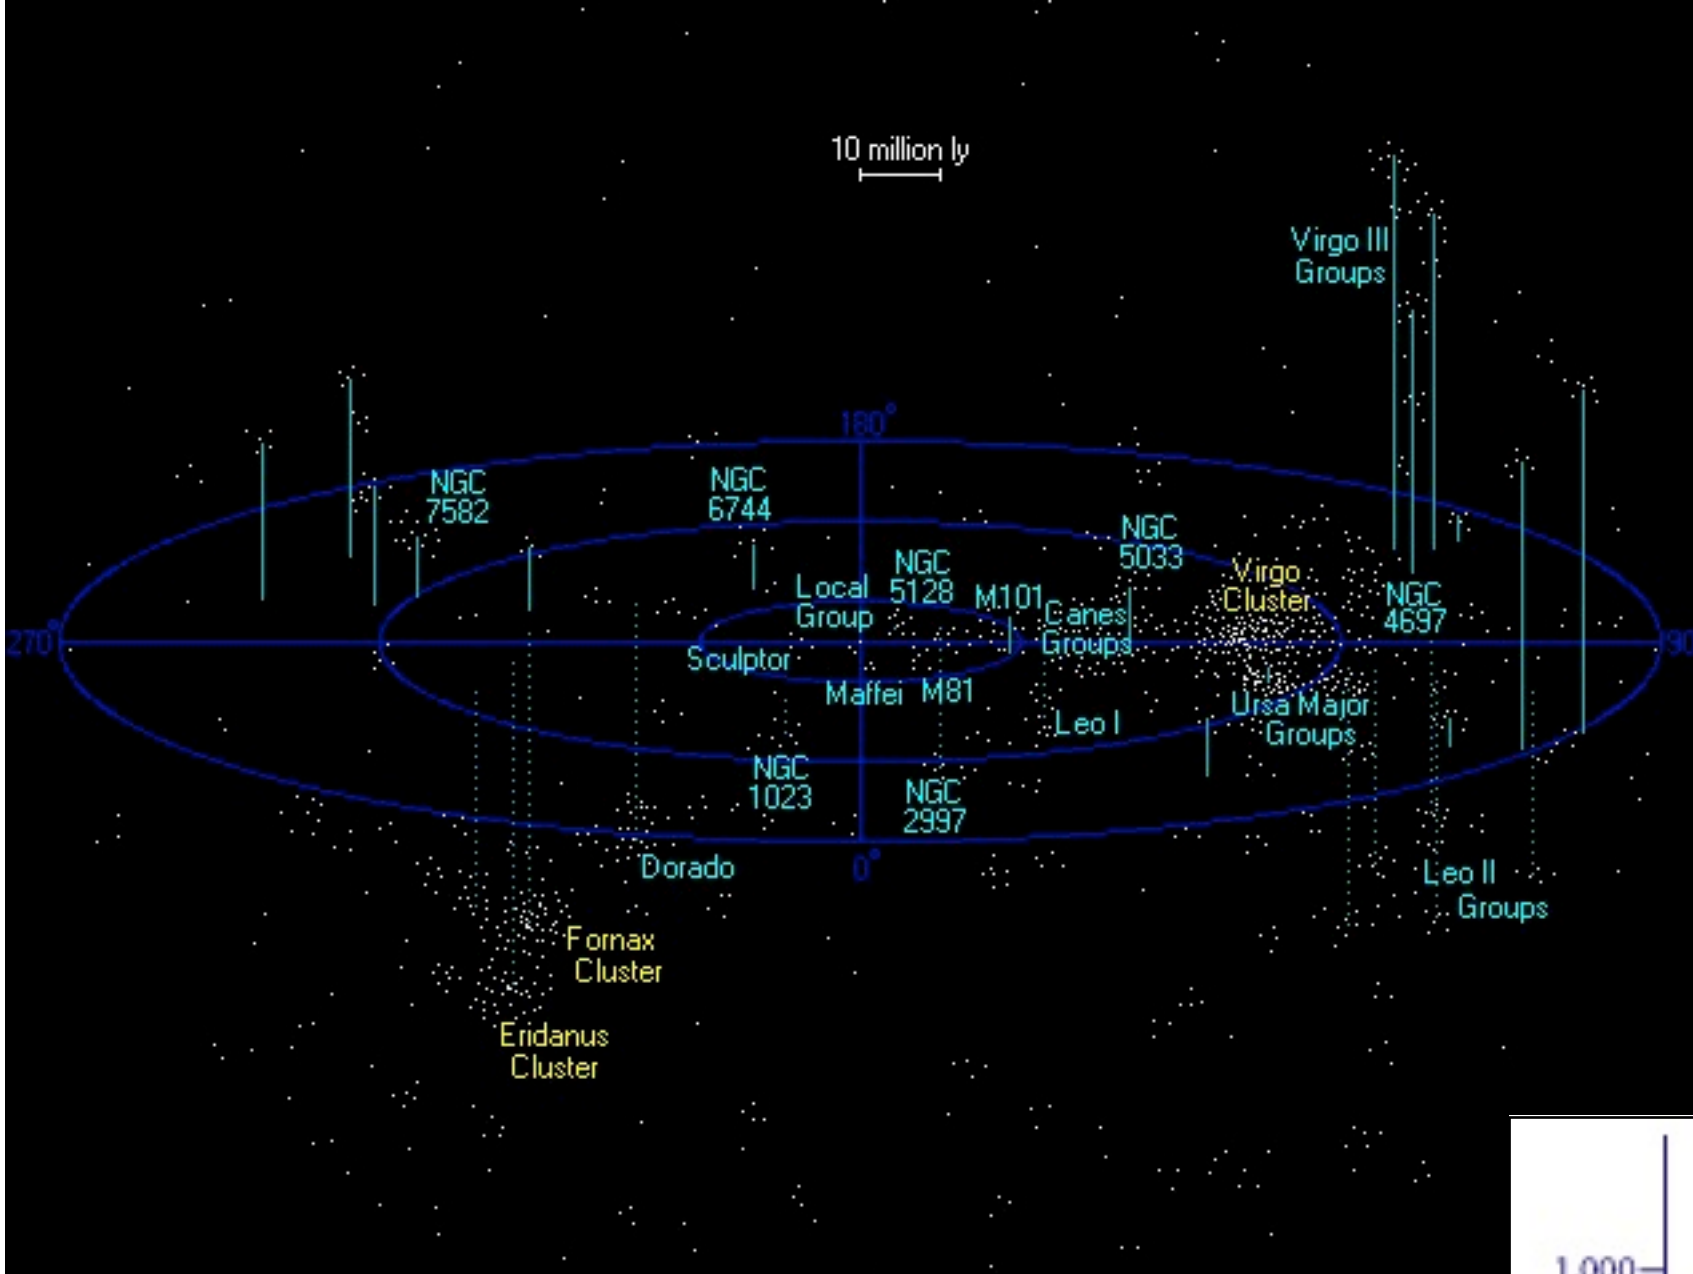 10 million ly
Virgo III
Groups
180°
NGC
7582
NGC
6744
NGC
5033
NGC
5128
Virgo
Cluster
Local
Group
M101
Canes
Groups
NGC
4697
270°
90
Sculptor
Maffei
M81
Leo I
Ursa Major
Groups
NGC
1023
NGC
2997
Dorado
0°
Leo II
Groups
Fornax
Cluster
Eridanus
Cluster
1,000